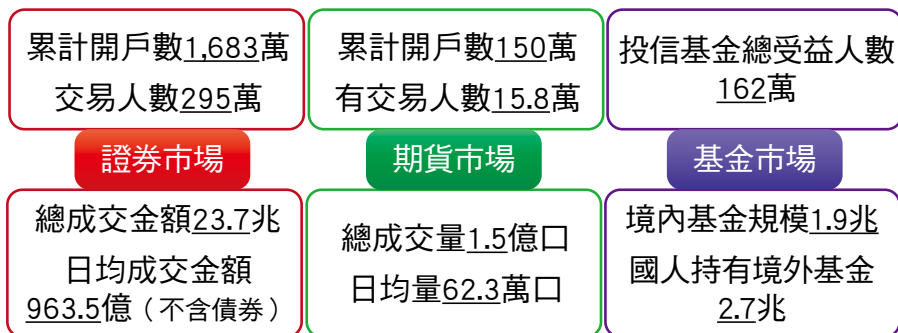 累計開戶數1,683萬
交易人數295萬
證券市場
總成交金額23.7兆
日均成交金額
963.5億（不含債券）
累計開戶數150萬
有交易人數15.8萬
期貨市場
總成交量1.5億口
日均量62.3萬口
投信基金總受益人數
162萬
基金市場
境內基金規模1.9兆
國人持有境外基金
2.7兆